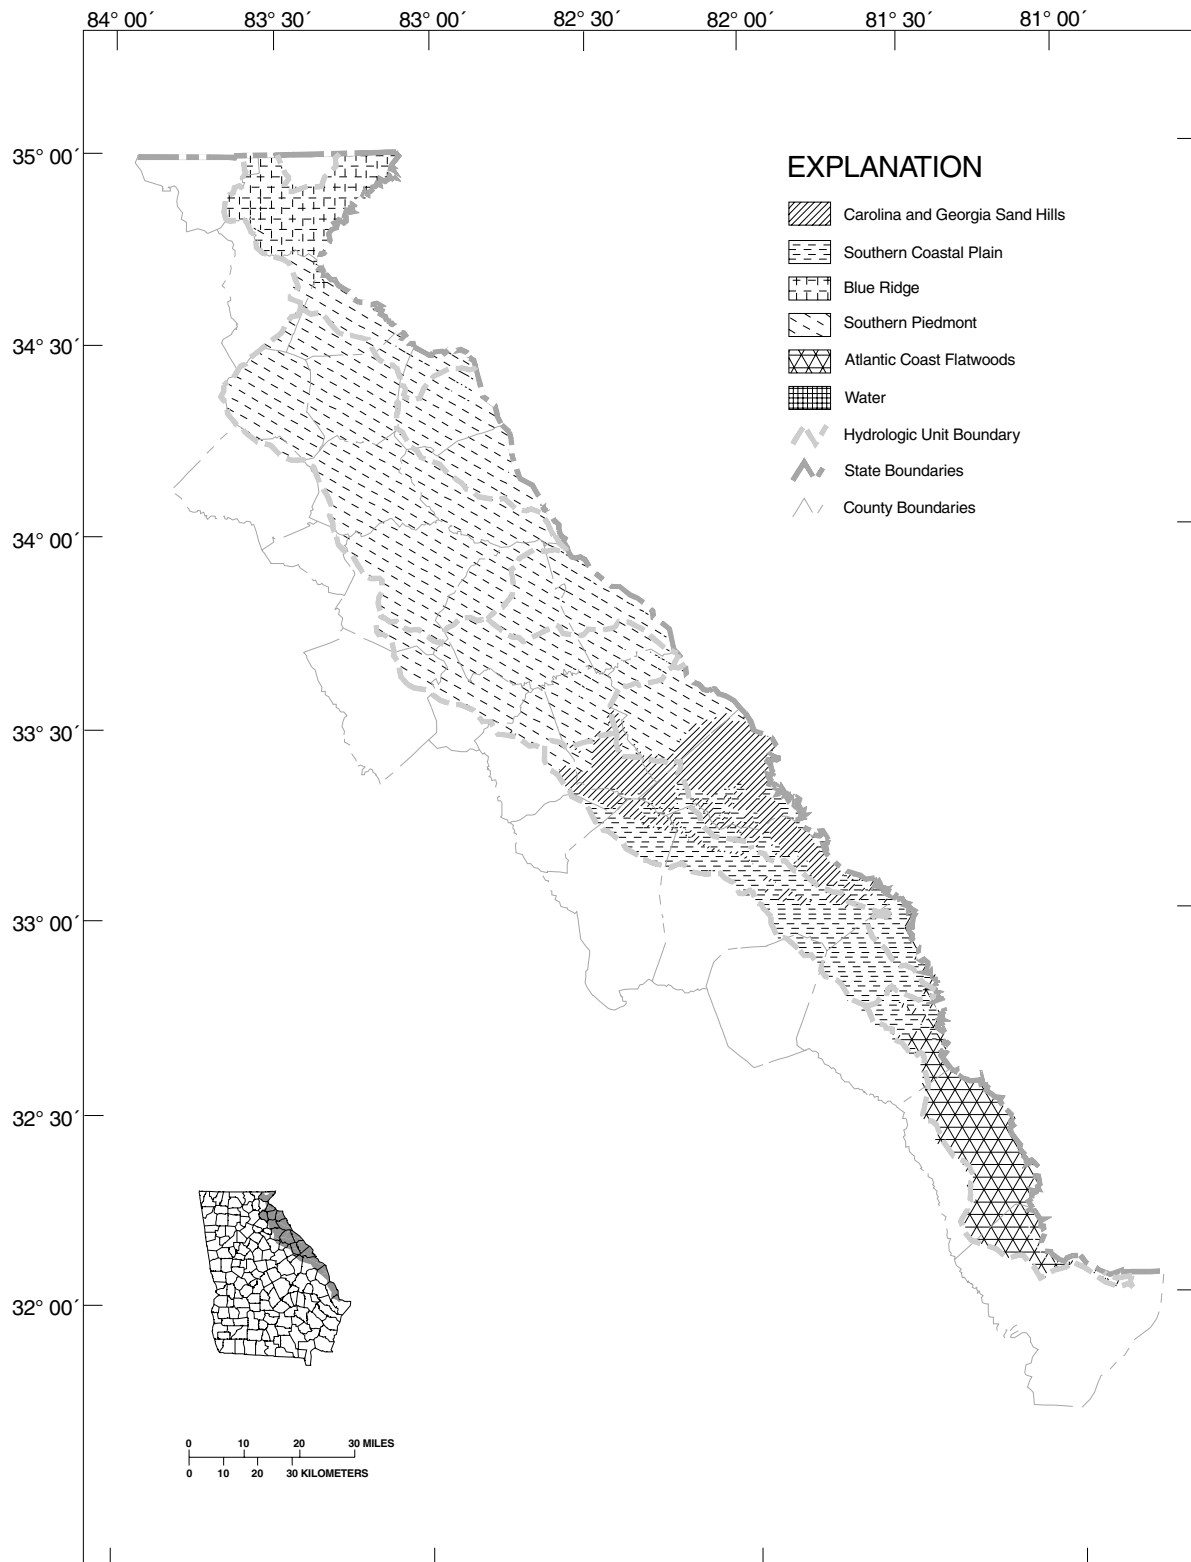 84° 00´ 83° 30´ 83° 00´ 82° 30´ 82° 00´ 81° 30´ 81° 00´
35° 00´
EXPLANATION
Carolina and Georgia Sand Hills
Southern Coastal Plain
Blue Ridge
Southern Piedmont
34° 30´
Atlantic Coast Flatwoods
Water
Hydrologic Unit Boundary
State Boundaries
County Boundaries
34° 00´
33° 30´
33° 00´
32° 30´
32° 00´
0 10 20 30 MILES
0 10 20 30 KILOMETERS